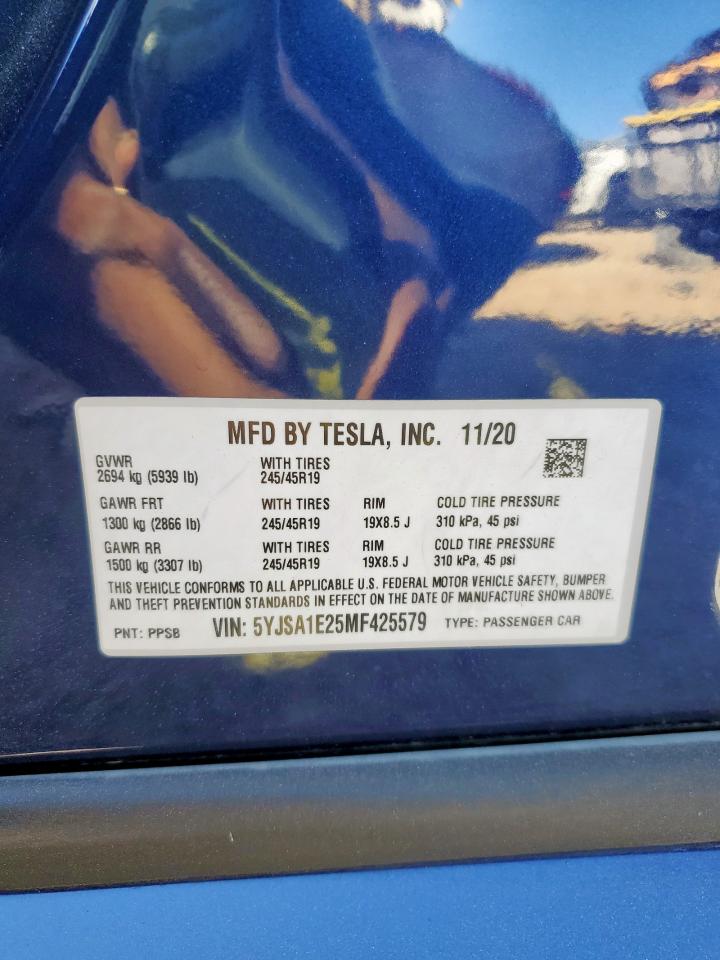 MFD BY TESLA, INC. 11/20
GVWR WITH TIRES
2694 kg (5939 lb) 245/45R19
GAWR FRT WITH TIRES RIM COLD TIRE PRESSURE
1300 kg (2866 lb) 245/45R19 19X8.5 J 310 kPa, 45 psi
GAWR RR WITH TIRES RIM COLD TIRE PRESSURE
1500 kg (3307 lb) 245/45R19 19X8.5 J 310 kPa, 45 psi
THIS VEHICLE CONFORMS TO ALL APPLICABLE U.S. FEDERAL MOTOR VEHICLE SAFETY, BUMPER
AND THEFT PREVENTION STANDARDS IN EFFECT ON THE DATE OF MANUFACTURE SHOWN ABOVE.
PNT: PPSB VIN: 5YJSA1E25MF425579 TYPE: PASSENGER CAR